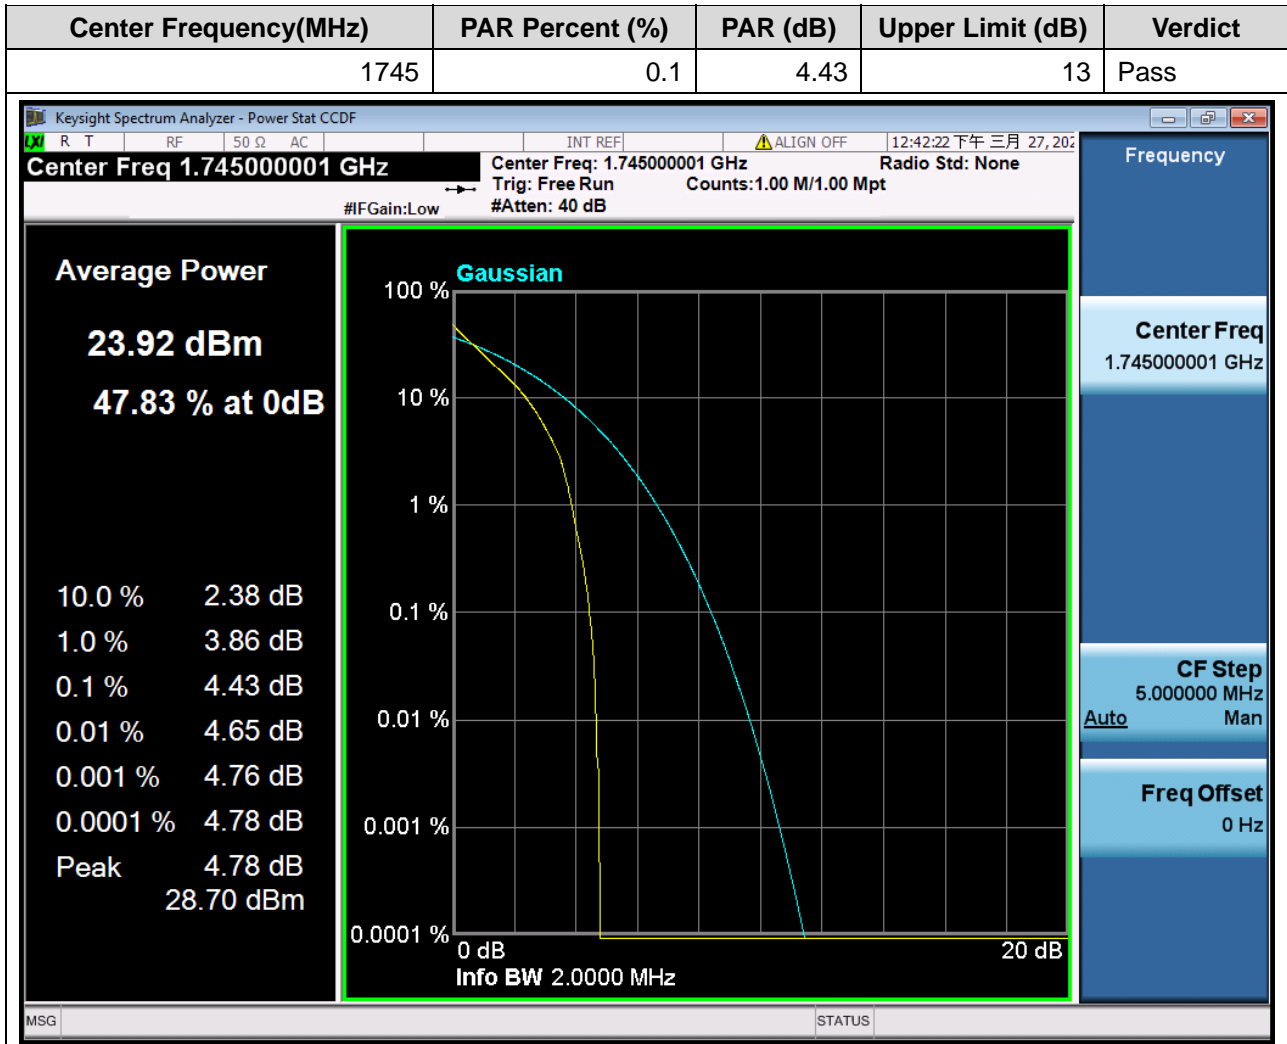 Center Frequency(MHz) PAR Percent (%) PAR (dB) Upper Limit (dB) Verdict
1745 0.1 4.43 13 Pass
Keysight Spectrum Analyzer - Power Stat CCDF
LXI R T RF 50 Ω AC INT REF ALIGN OFF 12:42:22 下午 三月 27, 202
Center Freq 1.745000001 GHz
Center Freq: 1.745000001 GHz Radio Std: None
Trig: Free Run Counts:1.00 M/1.00 Mpt
#IFGain:Low #Atten: 40 dB
Average Power
23.92 dBm
47.83 % at 0dB
10.0 % 2.38 dB
1.0 % 3.86 dB
0.1 % 4.43 dB
0.01 % 4.65 dB
0.001 % 4.76 dB
0.0001 % 4.78 dB
Peak 4.78 dB
28.70 dBm
Gaussian
100 %
10 %
1 %
0.1 %
0.01 %
0.001 %
0.0001 %
0 dB 20 dB
Info BW 2.0000 MHz
Frequency
Center Freq
1.745000001 GHz
CF Step
5.000000 MHz
Auto Man
Freq Offset
0 Hz
MSG STATUS